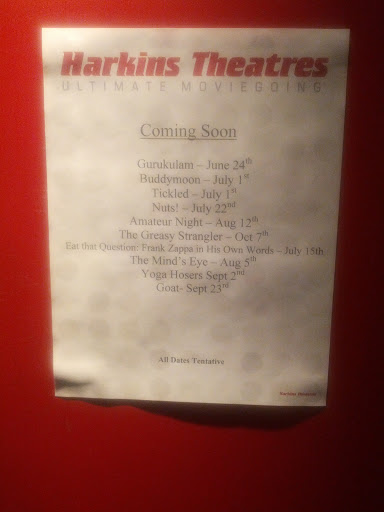 Harkins Theatres
ULTIMATE MOVIEGOING
Coming Soon
Gurukulam – June 24th
Buddymoon – July 1st
Tickled – July 1st
Nuts! – July 22nd
Amateur Night – Aug 12th
The Greasy Strangler – Oct 7th
Eat that Question: Frank Zappa in His Own Words – July 15th
The Mind's Eye – Aug 5th
Yoga Hosers Sept 2nd
Goat- Sept 23rd
All Dates Tentative